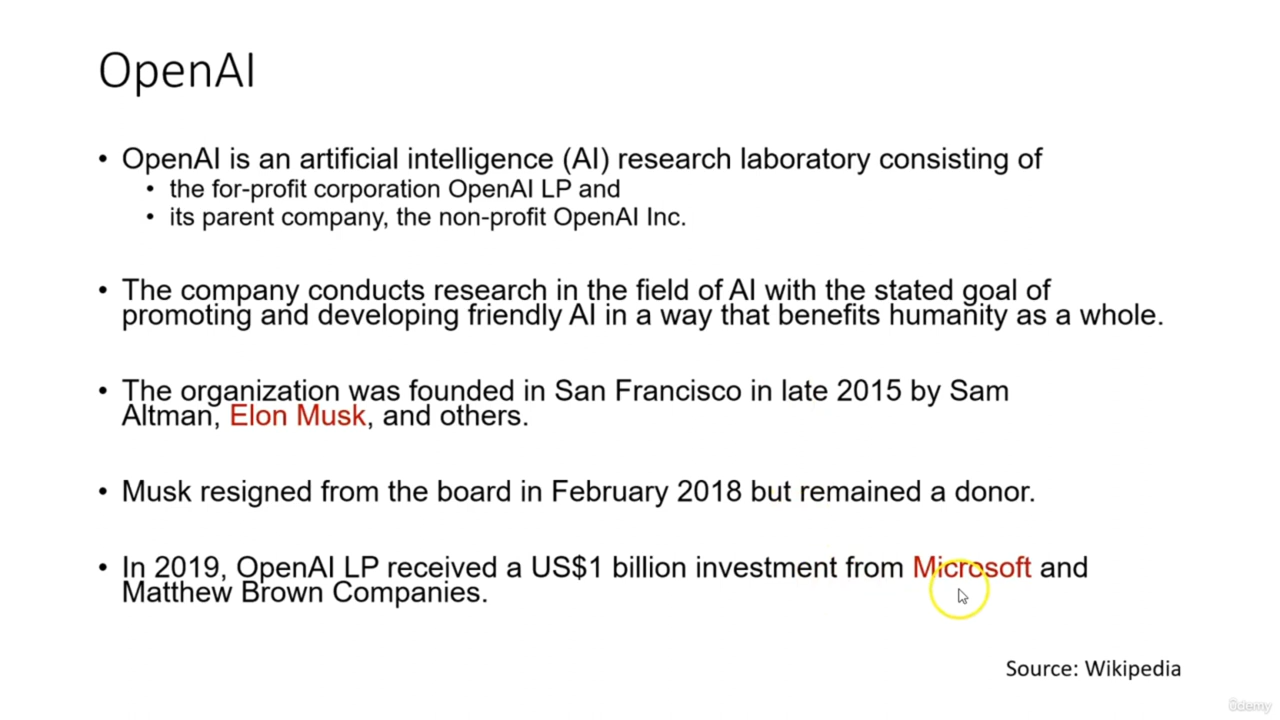 OpenAI
• OpenAI is an artificial intelligence (AI) research laboratory consisting of
• the for-profit corporation OpenAI LP and
• its parent company, the non-profit OpenAI Inc.
• The company conducts research in the field of AI with the stated goal of
promoting and developing friendly AI in a way that benefits humanity as a whole.
• The organization was founded in San Francisco in late 2015 by Sam
Altman, Elon Musk, and others.
• Musk resigned from the board in February 2018 but remained a donor.
• In 2019, OpenAI LP received a US$1 billion investment from Microsoft and
Matthew Brown Companies.
Source: Wikipedia
ûdemy